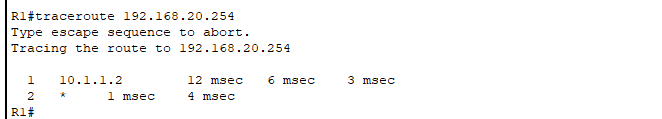 R1#traceroute 192.168.20.254
Type escape sequence to abort.
Tracing the route to 192.168.20.254
1 10.1.1.2 12 msec 6 msec 3 msec
2 * 1 msec 4 msec
R1#